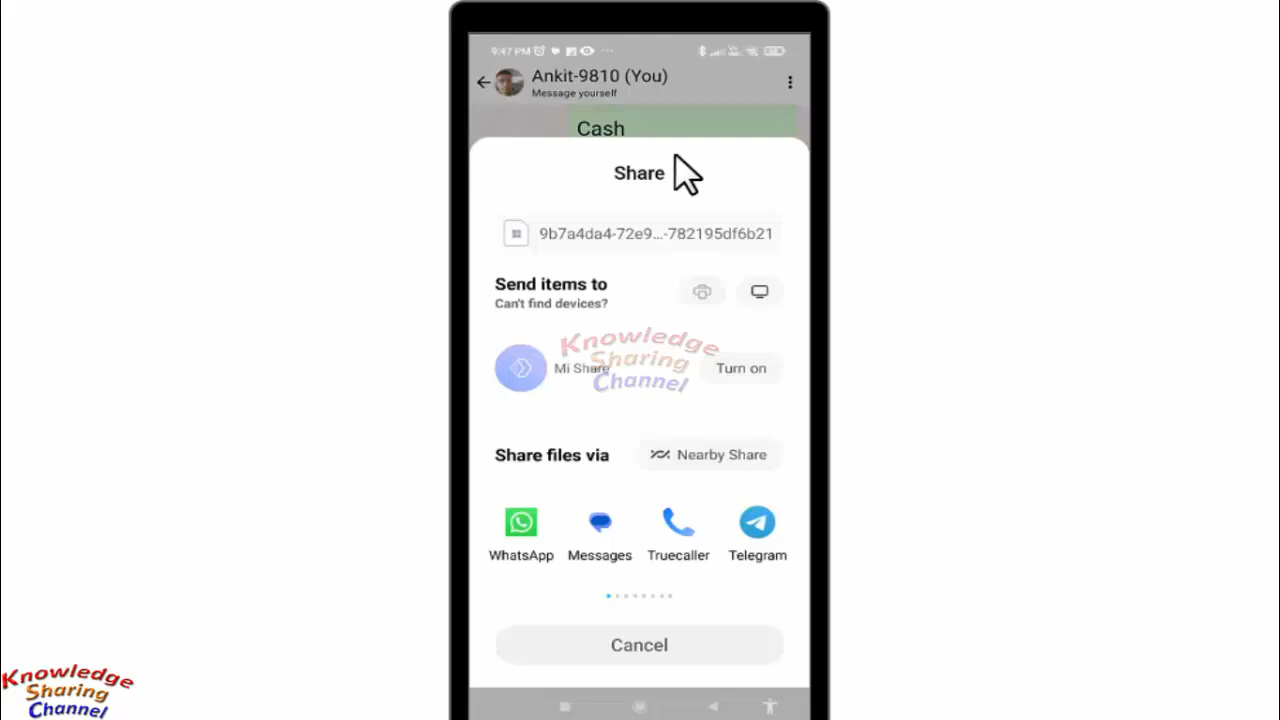 9:47 PM
Ankit-9810 (You)
Message yourself
Cash
Share
9b7a4da4-72e9...-782195df6b21
Send items to
Can't find devices?
Knowledge
Sharing
Channel
Mi Share
Turn on
Share files via
Nearby Share
WhatsApp
Messages
Truecaller
Telegram
Cancel
Knowledge
Sharing
Channel